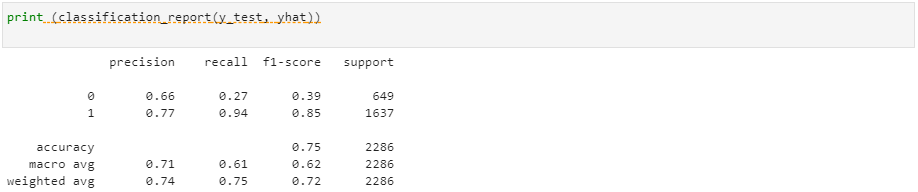 print (classification_report(y_test, yhat))
precision recall f1-score support
0 0.66 0.27 0.39 649
1 0.77 0.94 0.85 1637
accuracy 0.75 2286
macro avg 0.71 0.61 0.62 2286
weighted avg 0.74 0.75 0.72 2286